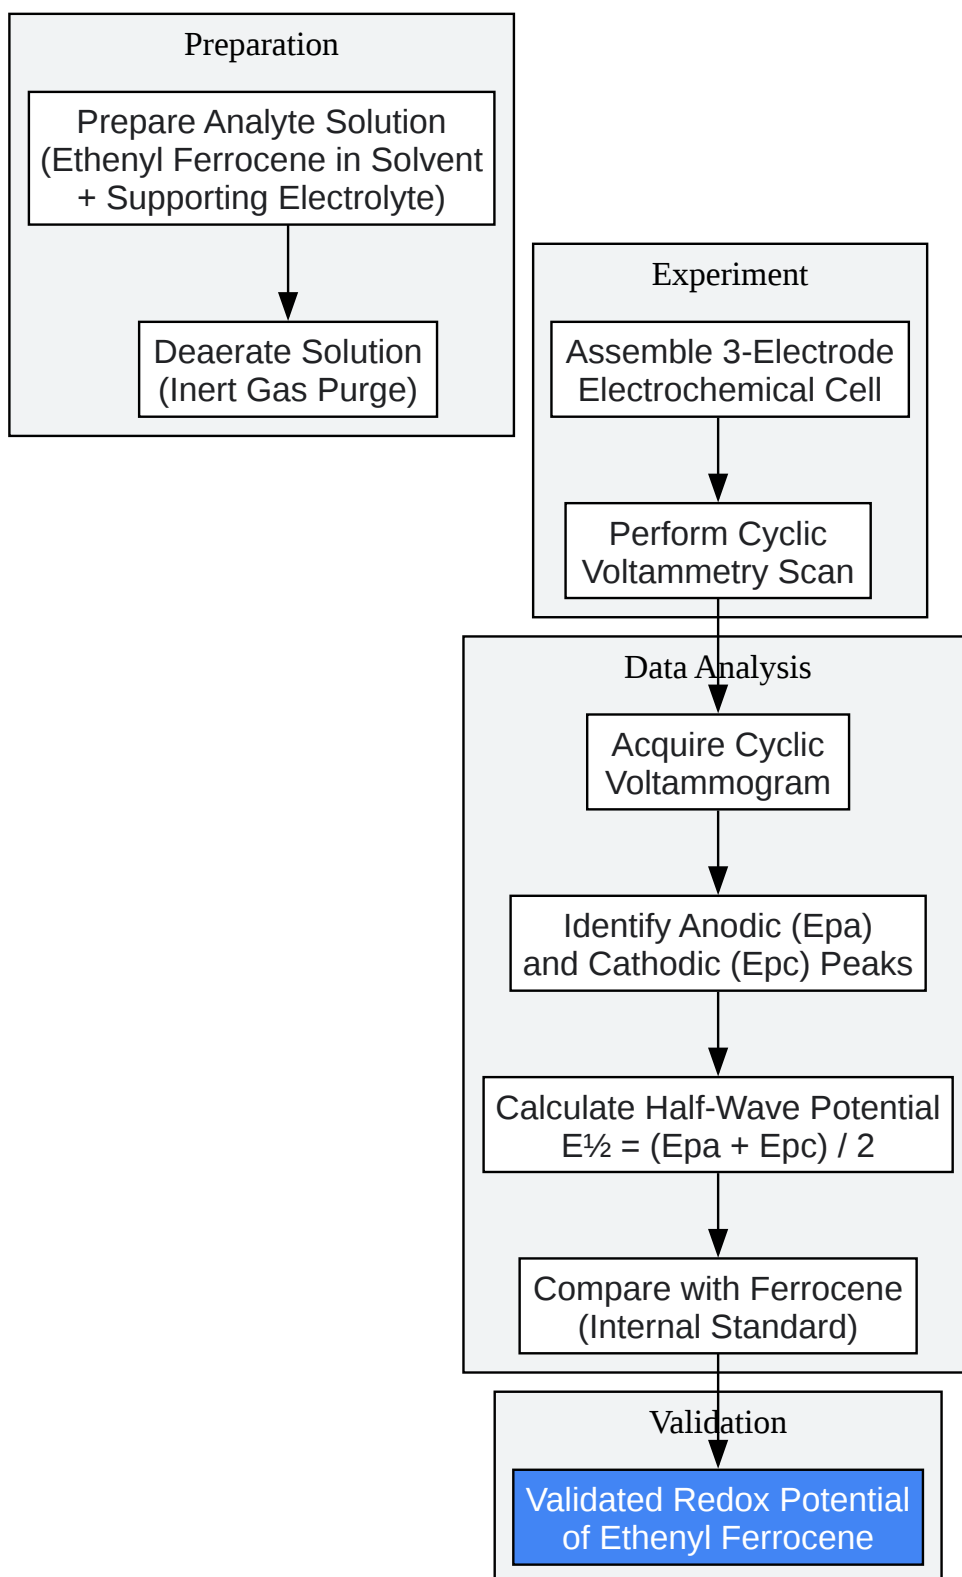 Preparation
Prepare Analyte Solution
(Ethenyl Ferrocene in Solvent
+ Supporting Electrolyte)
Deaerate Solution
(Inert Gas Purge)
Experiment
Assemble 3-Electrode
Electrochemical Cell
Perform Cyclic
Voltammetry Scan
Data Analysis
Acquire Cyclic
Voltammogram
Identify Anodic (Epa)
and Cathodic (Epc) Peaks
Calculate Half-Wave Potential
E½ = (Epa + Epc) / 2
Compare with Ferrocene
(Internal Standard)
Validation
Validated Redox Potential
of Ethenyl Ferrocene